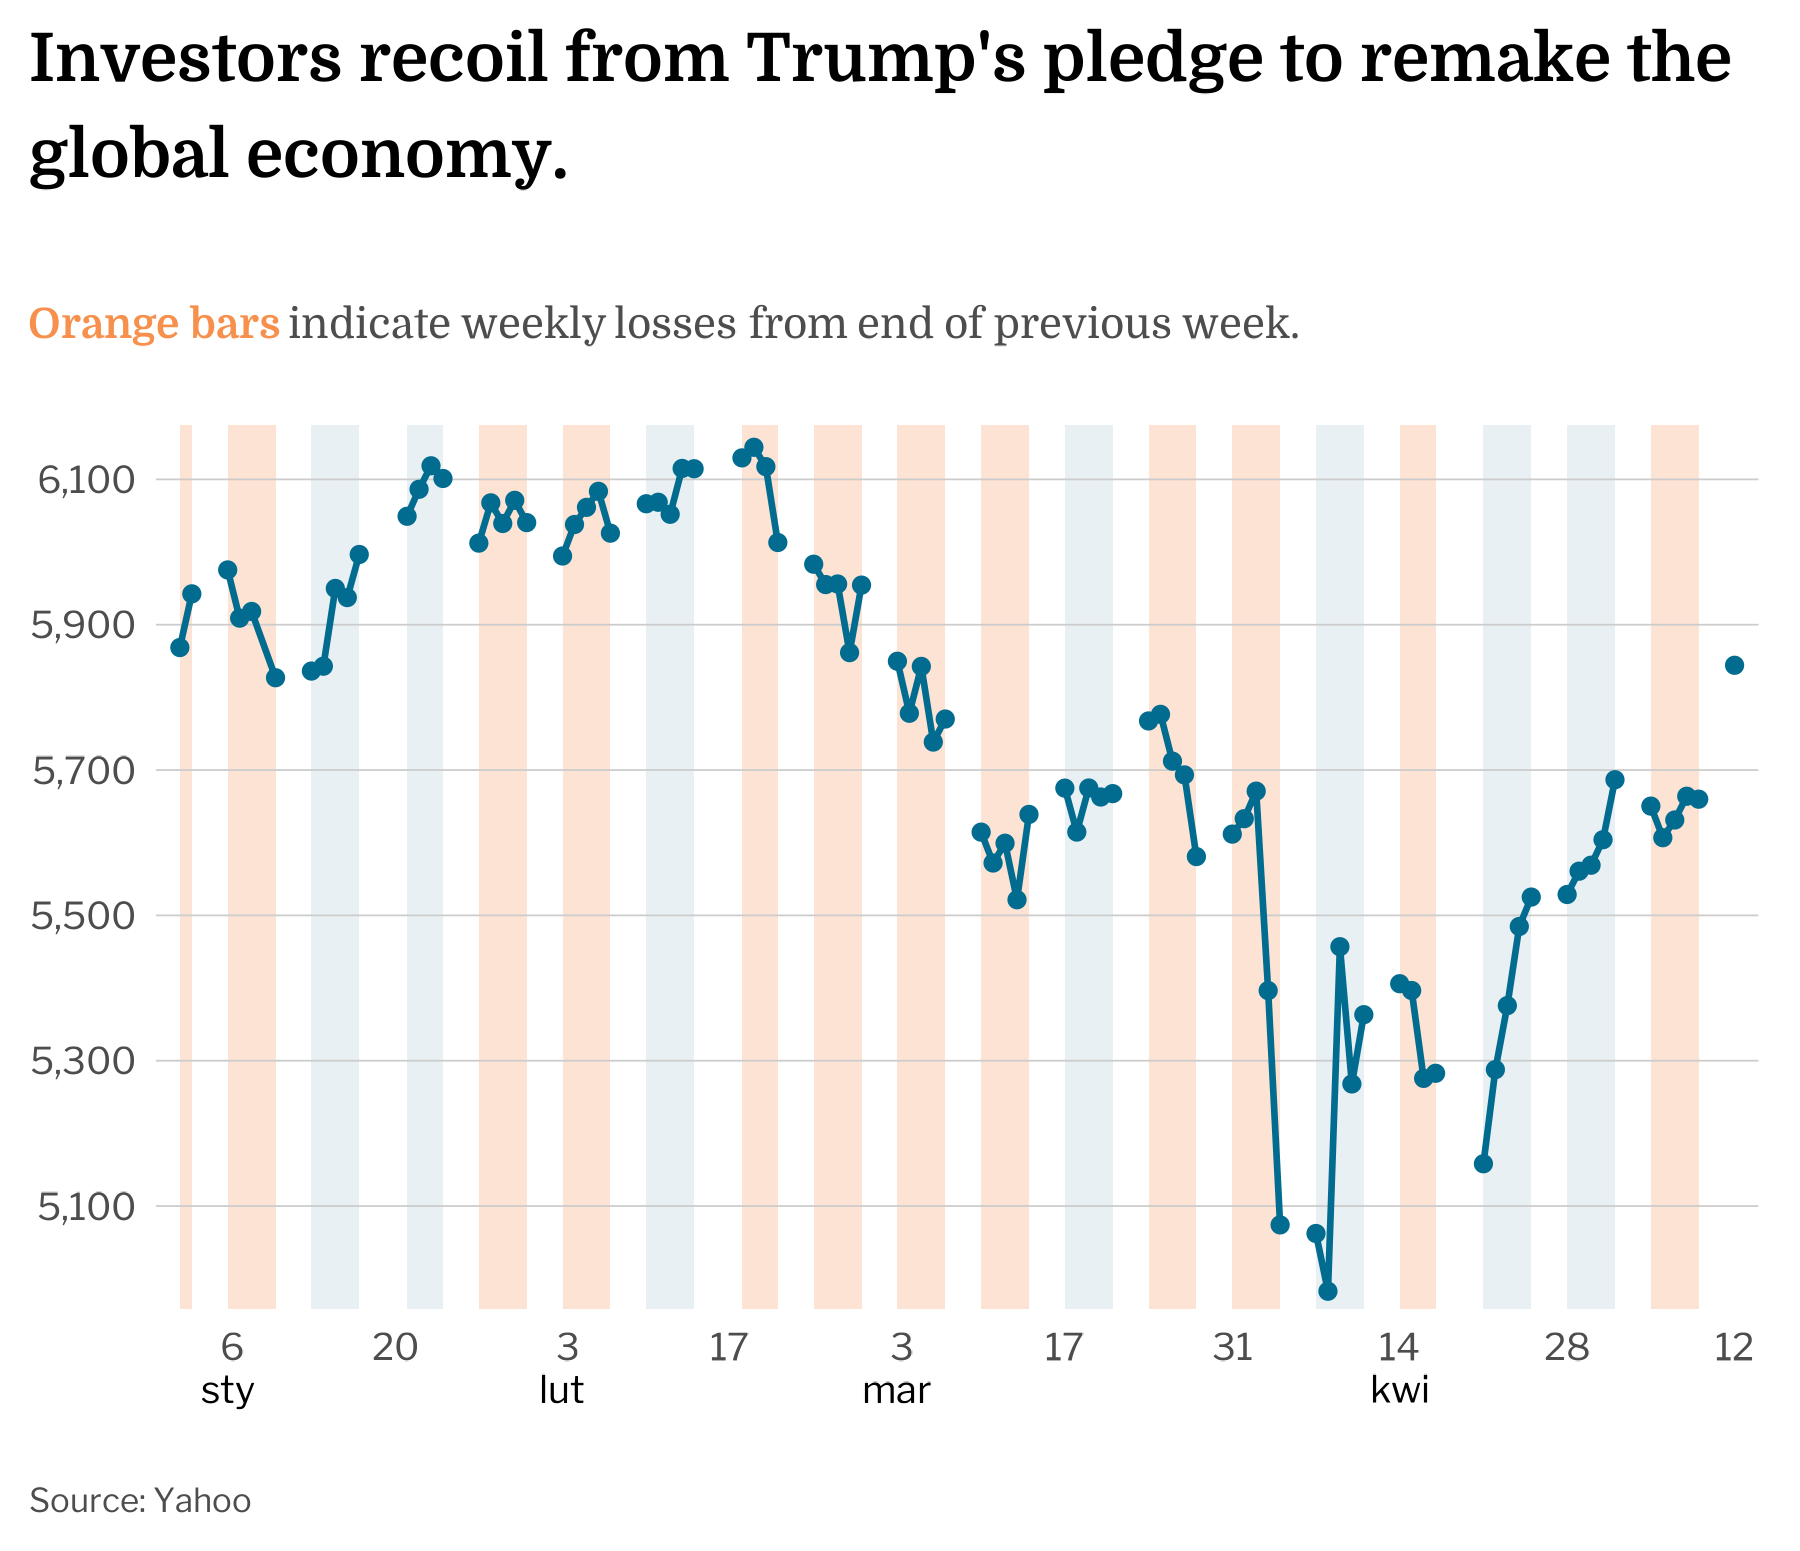 Investors recoil from Trump's pledge to remake the
global economy.
Orange bars indicate weekly losses from end of previous week.
6,100
5,900
5,700
5,500
5,300
5,100
6 20 3 17 3 17 31 14 28 12
sty lut mar kwi
Source: Yahoo